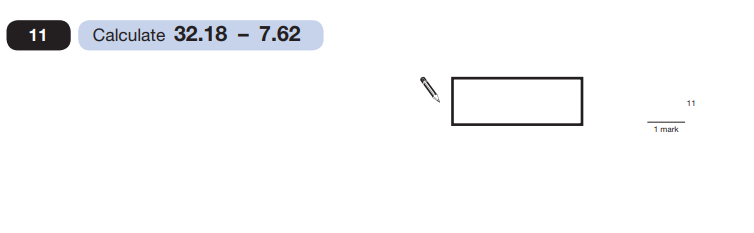 11 Calculate 32.18 – 7.62
11
1 mark